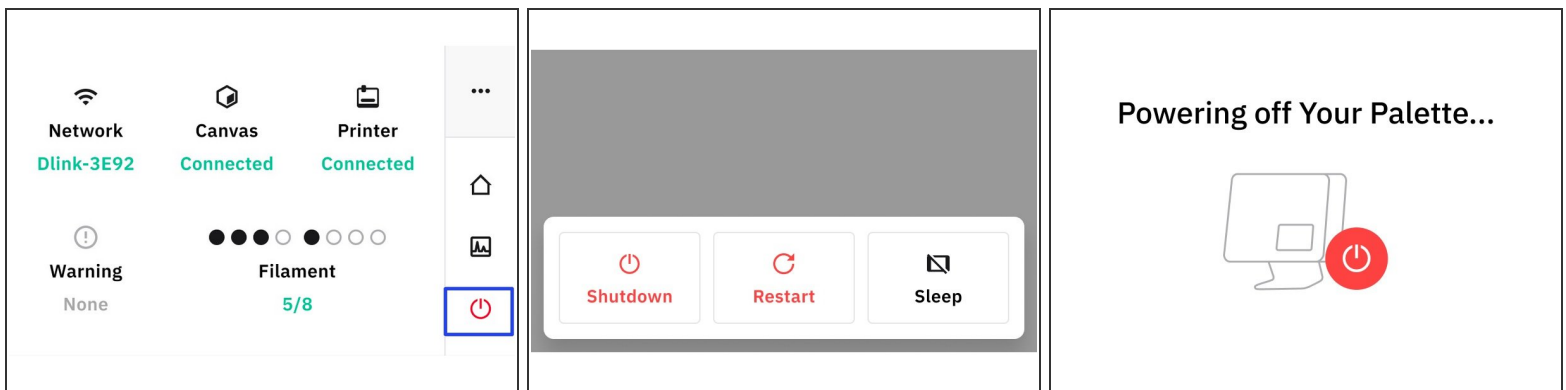 Network
Canvas
Printer
Dlink-3E92
Connected
Connected
Warning
Filament
None
5/8
Shutdown
Restart
Sleep
Powering off Your Palette...